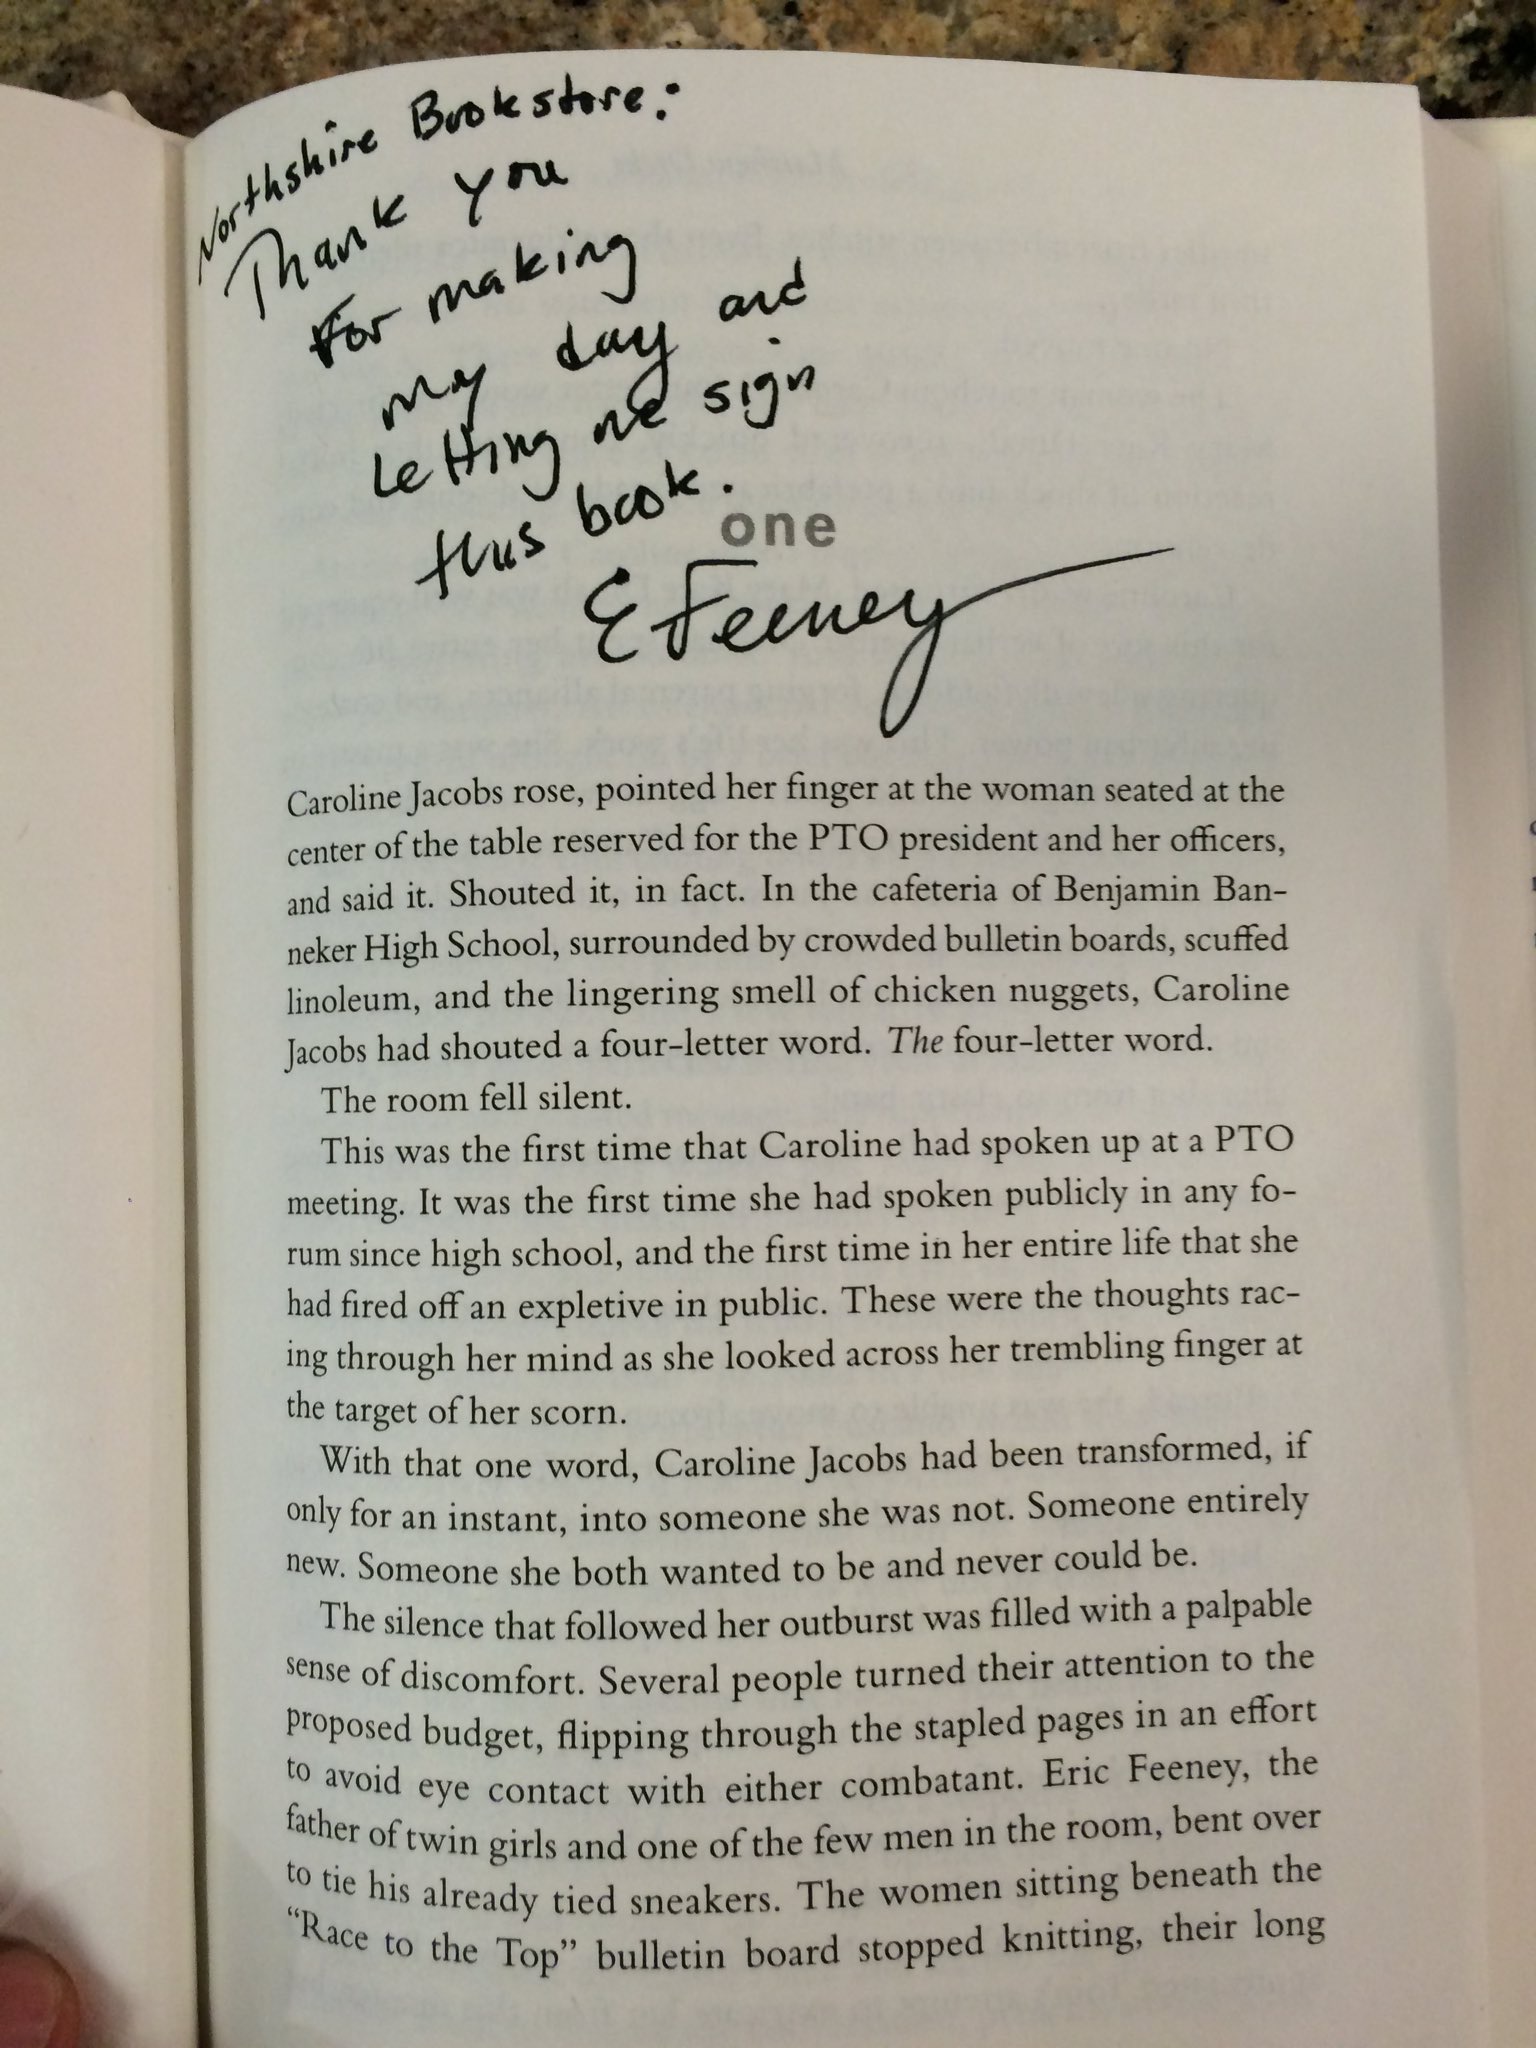 Northshire Bookstore:
Thank you
For making
my day and
letting me sign
this book.
one
E Feeney
Caroline Jacobs rose, pointed her finger at the woman seated at the
center of the table reserved for the PTO president and her officers,
and said it. Shouted it, in fact. In the cafeteria of Benjamin Ban-
neker High School, surrounded by crowded bulletin boards, scuffed
linoleum, and the lingering smell of chicken nuggets, Caroline
Jacobs had shouted a four-letter word. The four-letter word.
The room fell silent.
This was the first time that Caroline had spoken up at a PTO
meeting. It was the first time she had spoken publicly in any fo-
rum since high school, and the first time in her entire life that she
had fired off an expletive in public. These were the thoughts rac-
ing through her mind as she looked across her trembling finger at
the target of her scorn.
With that one word, Caroline Jacobs had been transformed, if
only for an instant, into someone she was not. Someone entirely
new. Someone she both wanted to be and never could be.
The silence that followed her outburst was filled with a palpable
sense of discomfort. Several people turned their attention to the
proposed budget, flipping through the stapled pages in an effort
to avoid eye contact with either combatant. Eric Feeney, the
father of twin girls and one of the few men in the room, bent over
to tie his already tied sneakers. The women sitting beneath the
“Race to the Top” bulletin board stopped knitting, their long